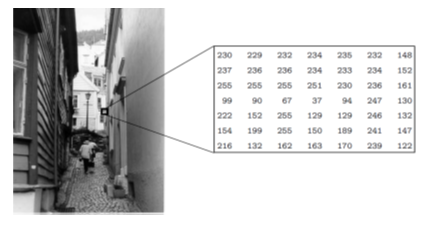 230 229 232 234 235 232 148
237 236 236 234 233 234 152
255 255 255 251 230 236 161
99 90 67 37 94 247 130
222 152 255 129 129 246 132
154 199 255 150 189 241 147
216 132 162 163 170 239 122